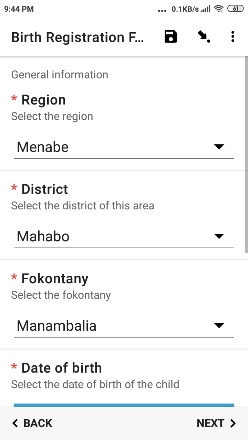 9:44 PM
... 0.1KB/s
Birth Registration F...
General information
* Region
Select the region
Menabe
* District
Select the district of this area
Mahabo
* Fokontany
Select the fokontany
Manambalia
* Date of birth
Select the date of birth of the child
BACK
NEXT